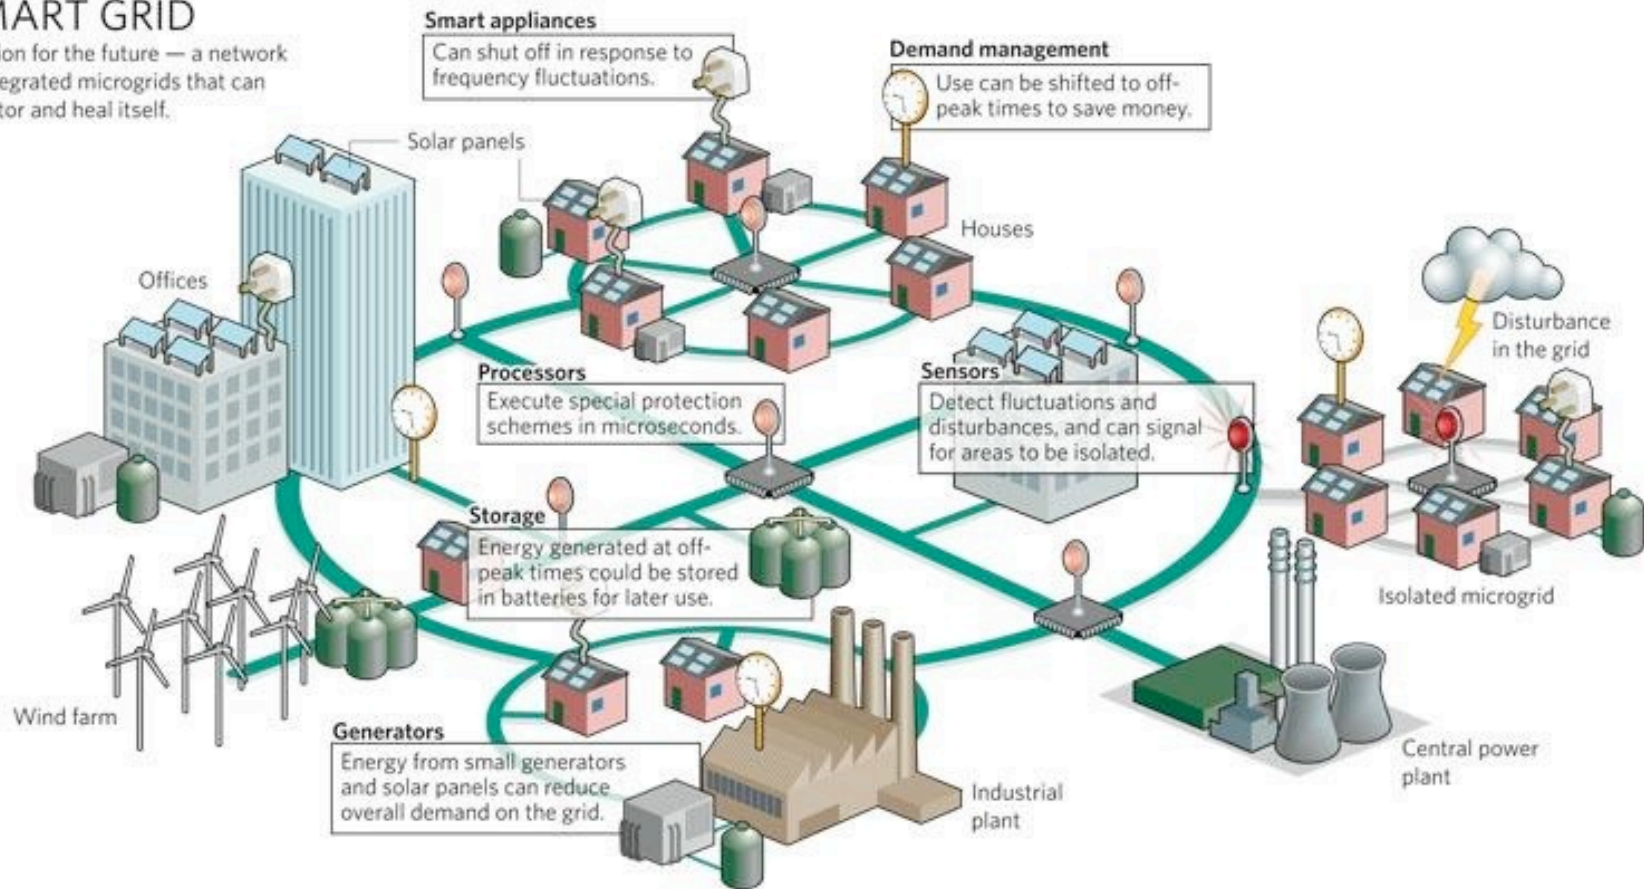 MART GRID
ion for the future — a network
tegrated microgrids that can
tor and heal itself.
Smart appliances
Can shut off in response to
frequency fluctuations.
Demand management
Use can be shifted to off-
peak times to save money.
Solar panels
Houses
Offices
Disturbance
in the grid
Processors
Execute special protection
schemes in microseconds.
Sensors
Detect fluctuations and
disturbances, and can signal
for areas to be isolated.
Storage
Energy generated at off-
peak times could be stored
in batteries for later use.
Isolated microgrid
Wind farm
Generators
Energy from small generators
and solar panels can reduce
overall demand on the grid.
Industrial
plant
Central power
plant